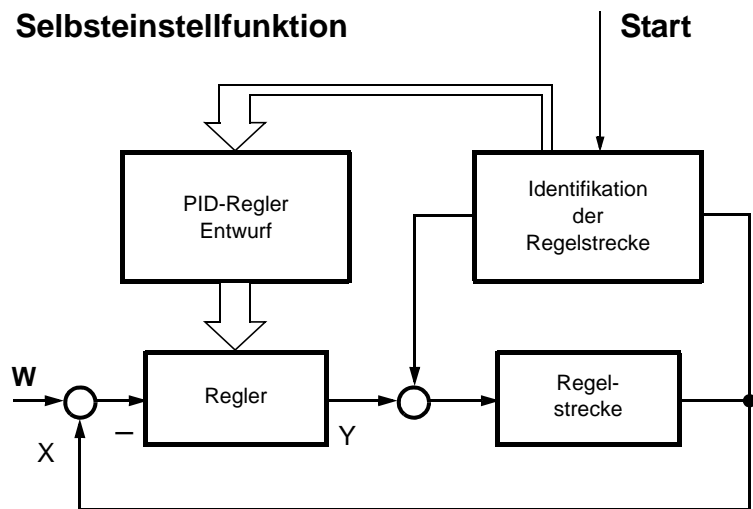 Selbsteinstellfunktion
Start
PID-Regler
Entwurf
Identifikation
der
Regelstrecke
W
Regler
Regel-
strecke
X
–
Y